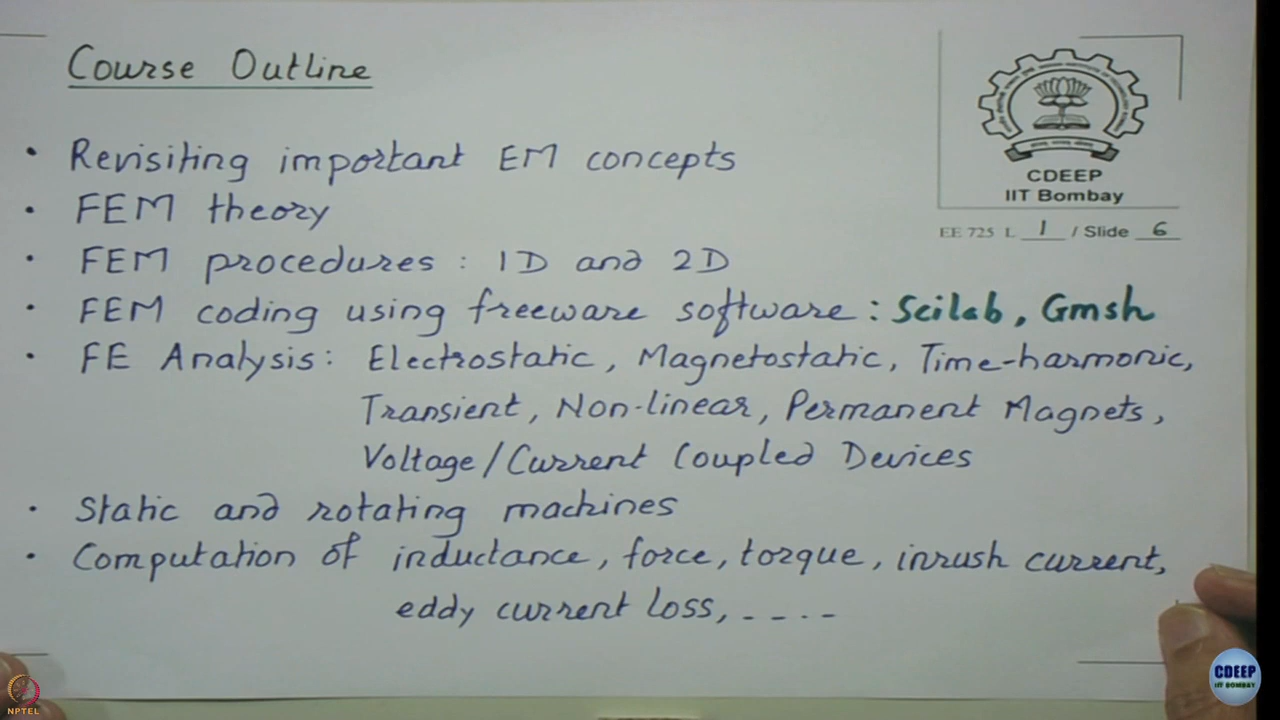 Course Outline
• Revisiting important EM concepts
• FEM theory
• FEM procedures : 1D and 2D
• FEM coding using freeware software : Scilab, Gmsh
• FE Analysis : Electrostatic, Magnetostatic, Time-harmonic,
Transient, Non-linear, Permanent Magnets,
Voltage/Current Coupled Devices
• Static and rotating machines
• Computation of inductance, force, torque, inrush current,
eddy current loss, - - - -
CDEEP
IIT Bombay
EE 725 L 1 / Slide 6
NPTEL
CDEEP
IIT BOMBAY